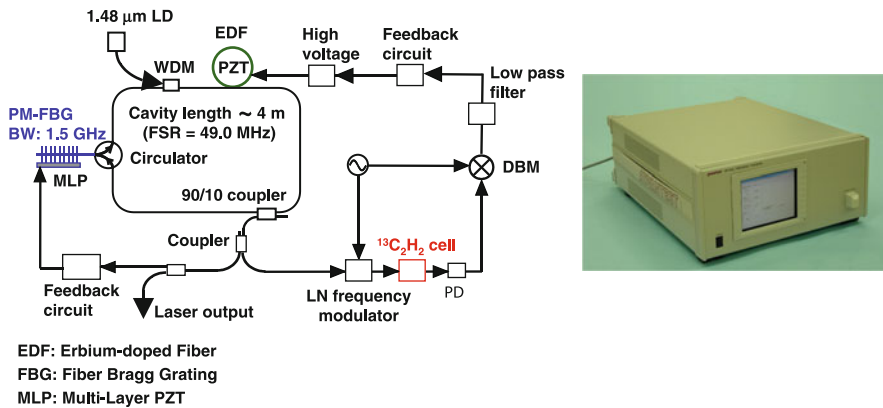 1.48 μm LD
WDM
EDF
PZT
High
voltage
Feedback
circuit
Low pass
filter
PM-FBG
BW: 1.5 GHz
Cavity length ~ 4 m
(FSR = 49.0 MHz)
Circulator
MLP
90/10 coupler
DBM
Coupler
¹³C₂H₂ cell
Feedback
circuit
Laser output
LN frequency
modulator
PD
EDF: Erbium-doped Fiber
FBG: Fiber Bragg Grating
MLP: Multi-Layer PZT